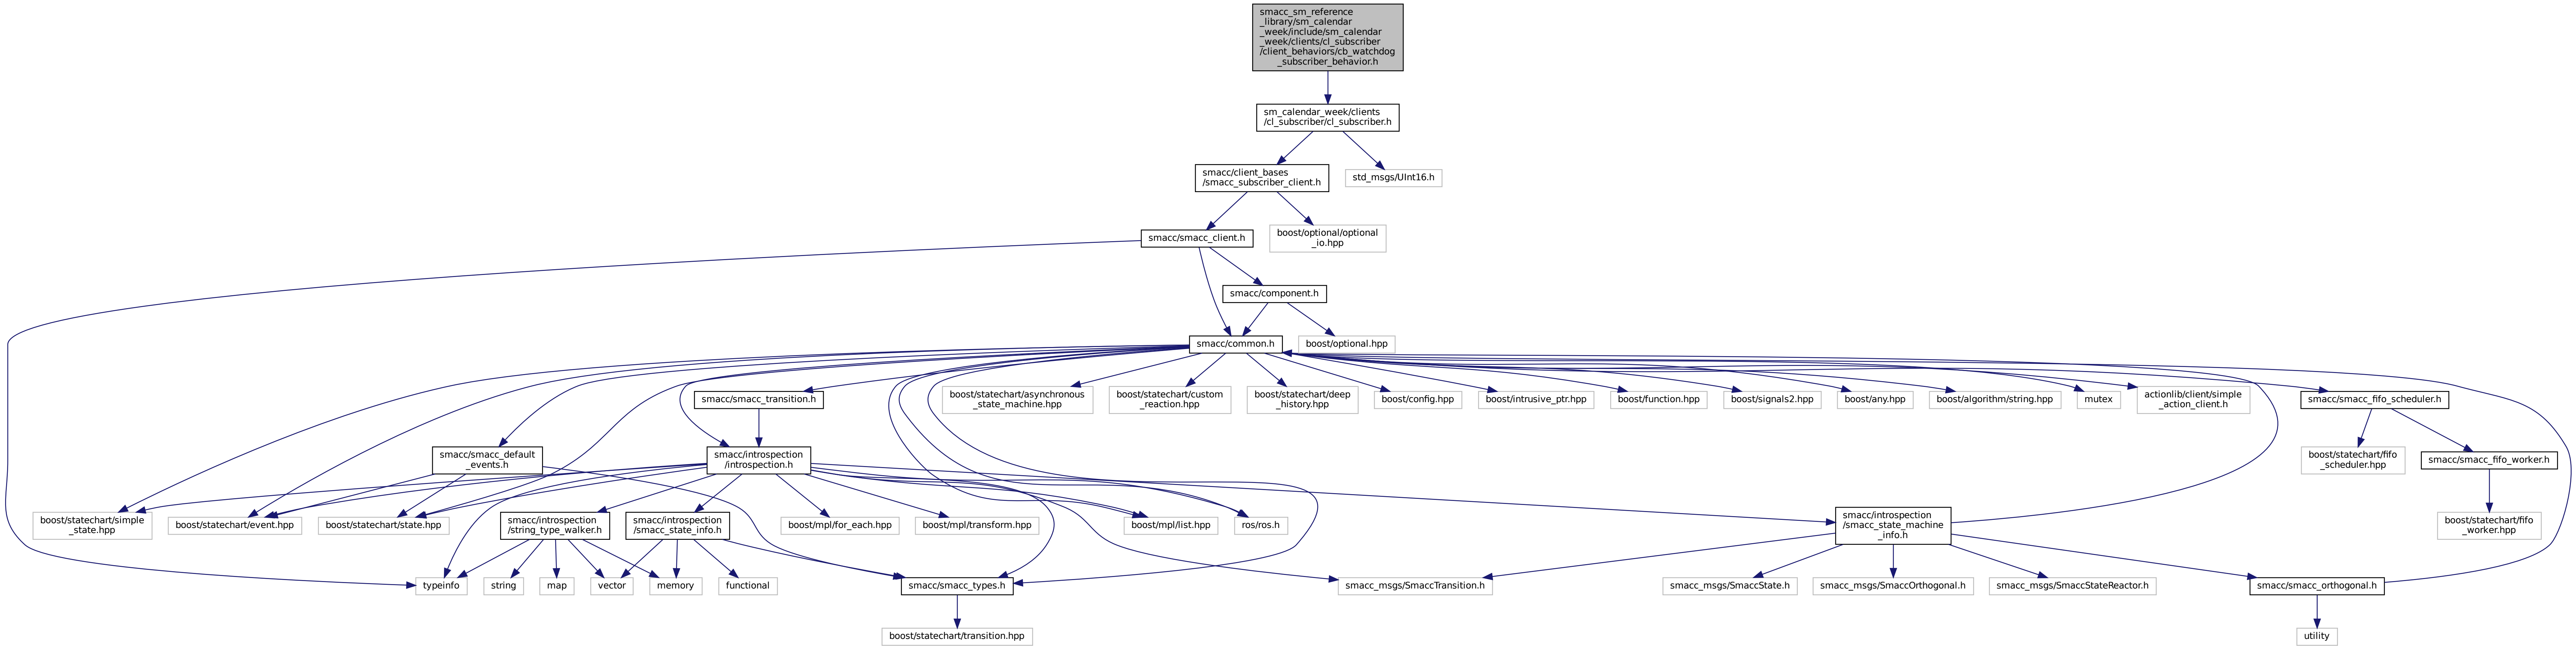 smacc_sm_reference
_library/sm_calendar
_week/include/sm_calendar
_week/clients/cl_subscriber
/client_behaviors/cb_watchdog
_subscriber_behavior.h
sm_calendar_week/clients
/cl_subscriber/cl_subscriber.h
smacc/client_bases
/smacc_subscriber_client.h
std_msgs/UInt16.h
smacc/smacc_client.h
boost/optional/optional
_io.hpp
smacc/component.h
smacc/common.h
boost/optional.hpp
smacc/smacc_transition.h
boost/statechart/asynchronous
_state_machine.hpp
boost/statechart/custom
_reaction.hpp
boost/statechart/deep
_history.hpp
boost/config.hpp
boost/intrusive_ptr.hpp
boost/function.hpp
boost/signals2.hpp
boost/any.hpp
boost/algorithm/string.hpp
mutex
actionlib/client/simple
_action_client.h
smacc/smacc_fifo_scheduler.h
smacc/smacc_default
_events.h
smacc/introspection
/introspection.h
boost/statechart/fifo
_scheduler.hpp
smacc/smacc_fifo_worker.h
boost/statechart/simple
_state.hpp
boost/statechart/event.hpp
boost/statechart/state.hpp
smacc/introspection
/string_type_walker.h
smacc/introspection
/smacc_state_info.h
boost/mpl/for_each.hpp
boost/mpl/transform.hpp
boost/mpl/list.hpp
ros/ros.h
smacc/introspection
/smacc_state_machine
_info.h
boost/statechart/fifo
_worker.hpp
typeinfo
string
map
vector
memory
functional
smacc/smacc_types.h
smacc_msgs/SmaccTransition.h
smacc_msgs/SmaccState.h
smacc_msgs/SmaccOrthogonal.h
smacc_msgs/SmaccStateReactor.h
smacc/smacc_orthogonal.h
boost/statechart/transition.hpp
utility